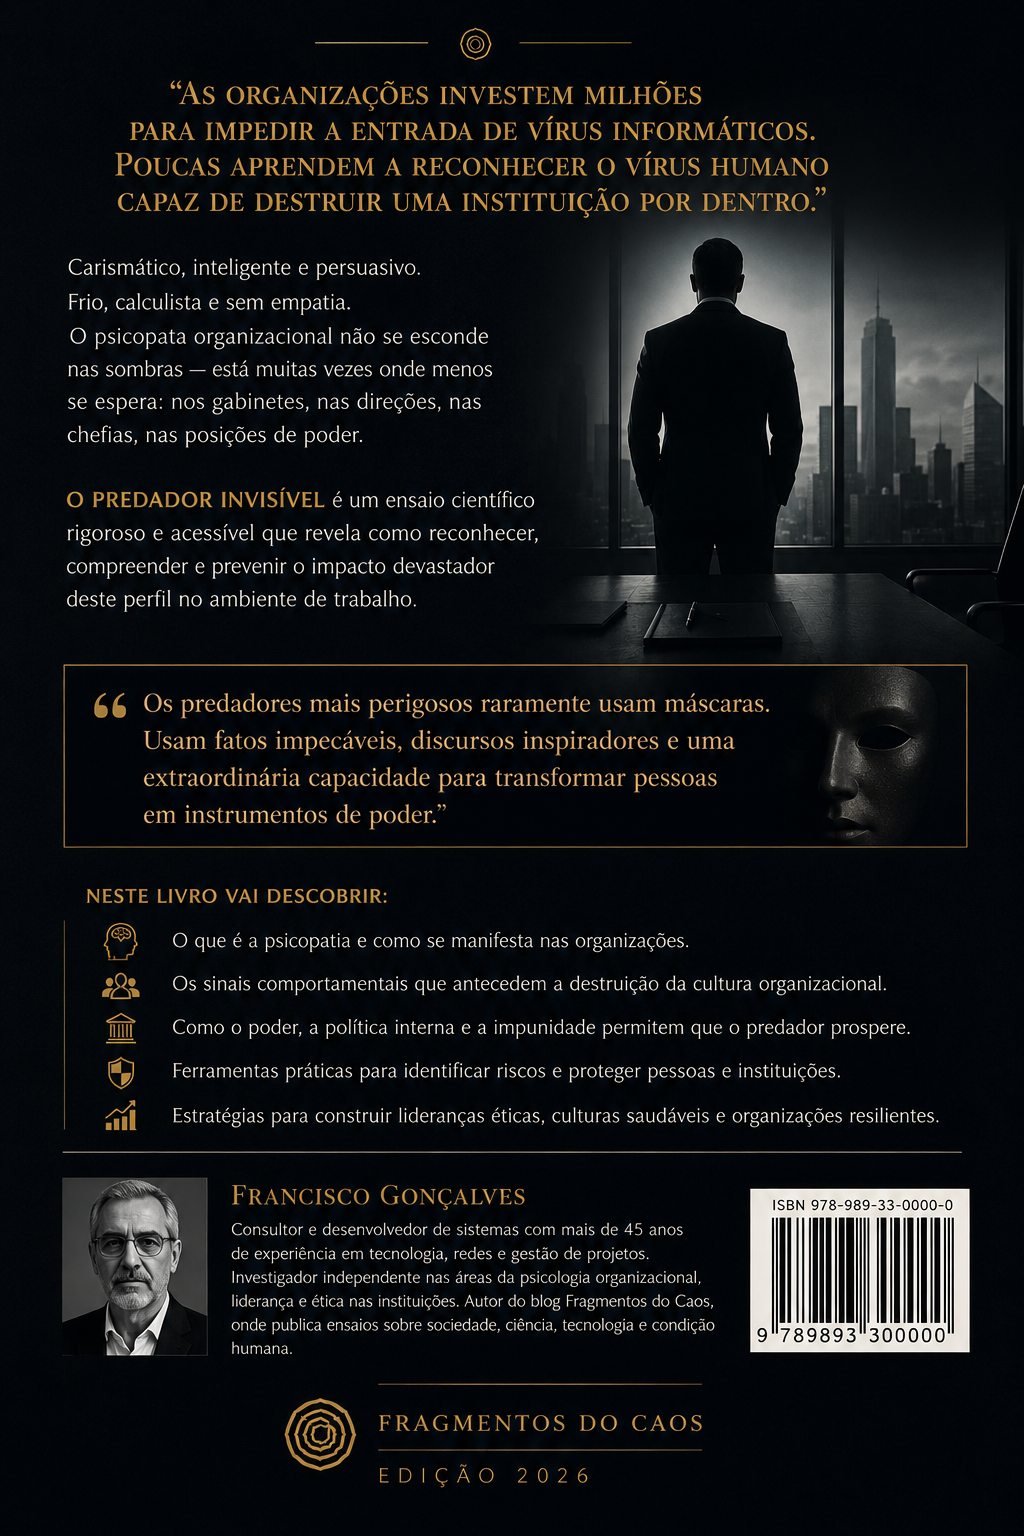 “As organizações investem milhões
para impedir a entrada de vírus informáticos.
Poucas aprendem a reconhecer o vírus humano
capaz de destruir uma instituição por dentro.”
Carismático, inteligente e persuasivo.
Frio, calculista e sem empatia.
O psicopata organizacional não se esconde
nas sombras — está muitas vezes onde menos
se espera: nos gabinetes, nas direções, nas
chefias, nas posições de poder.
O PREDADOR INVISÍVEL é um ensaio científico
rigoroso e acessível que revela como reconhecer,
compreender e prevenir o impacto devastador
deste perfil no ambiente de trabalho.
“ Os predadores mais perigosos raramente usam máscaras.
Usam fatos impecáveis, discursos inspiradores e uma
extraordinária capacidade para transformar pessoas
em instrumentos de poder.”
NESTE LIVRO VAI DESCOBRIR:
O que é a psicopatia e como se manifesta nas organizações.
Os sinais comportamentais que antecedem a destruição da cultura organizacional.
Como o poder, a política interna e a impunidade permitem que o predador prospere.
Ferramentas práticas para identificar riscos e proteger pessoas e instituições.
Estratégias para construir lideranças éticas, culturas saudáveis e organizações resilientes.
Francisco Gonçalves
Consultor e desenvolvedor de sistemas com mais de 45 anos
de experiência em tecnologia, redes e gestão de projetos.
Investigador independente nas áreas da psicologia organizacional,
liderança e ética nas instituições. Autor do blog Fragmentos do Caos,
onde publica ensaios sobre sociedade, ciência, tecnologia e condição
humana.
ISBN 978-989-33-0000-0
9 789893 300000
FRAGMENTOS DO CAOS
EDIÇÃO 2026